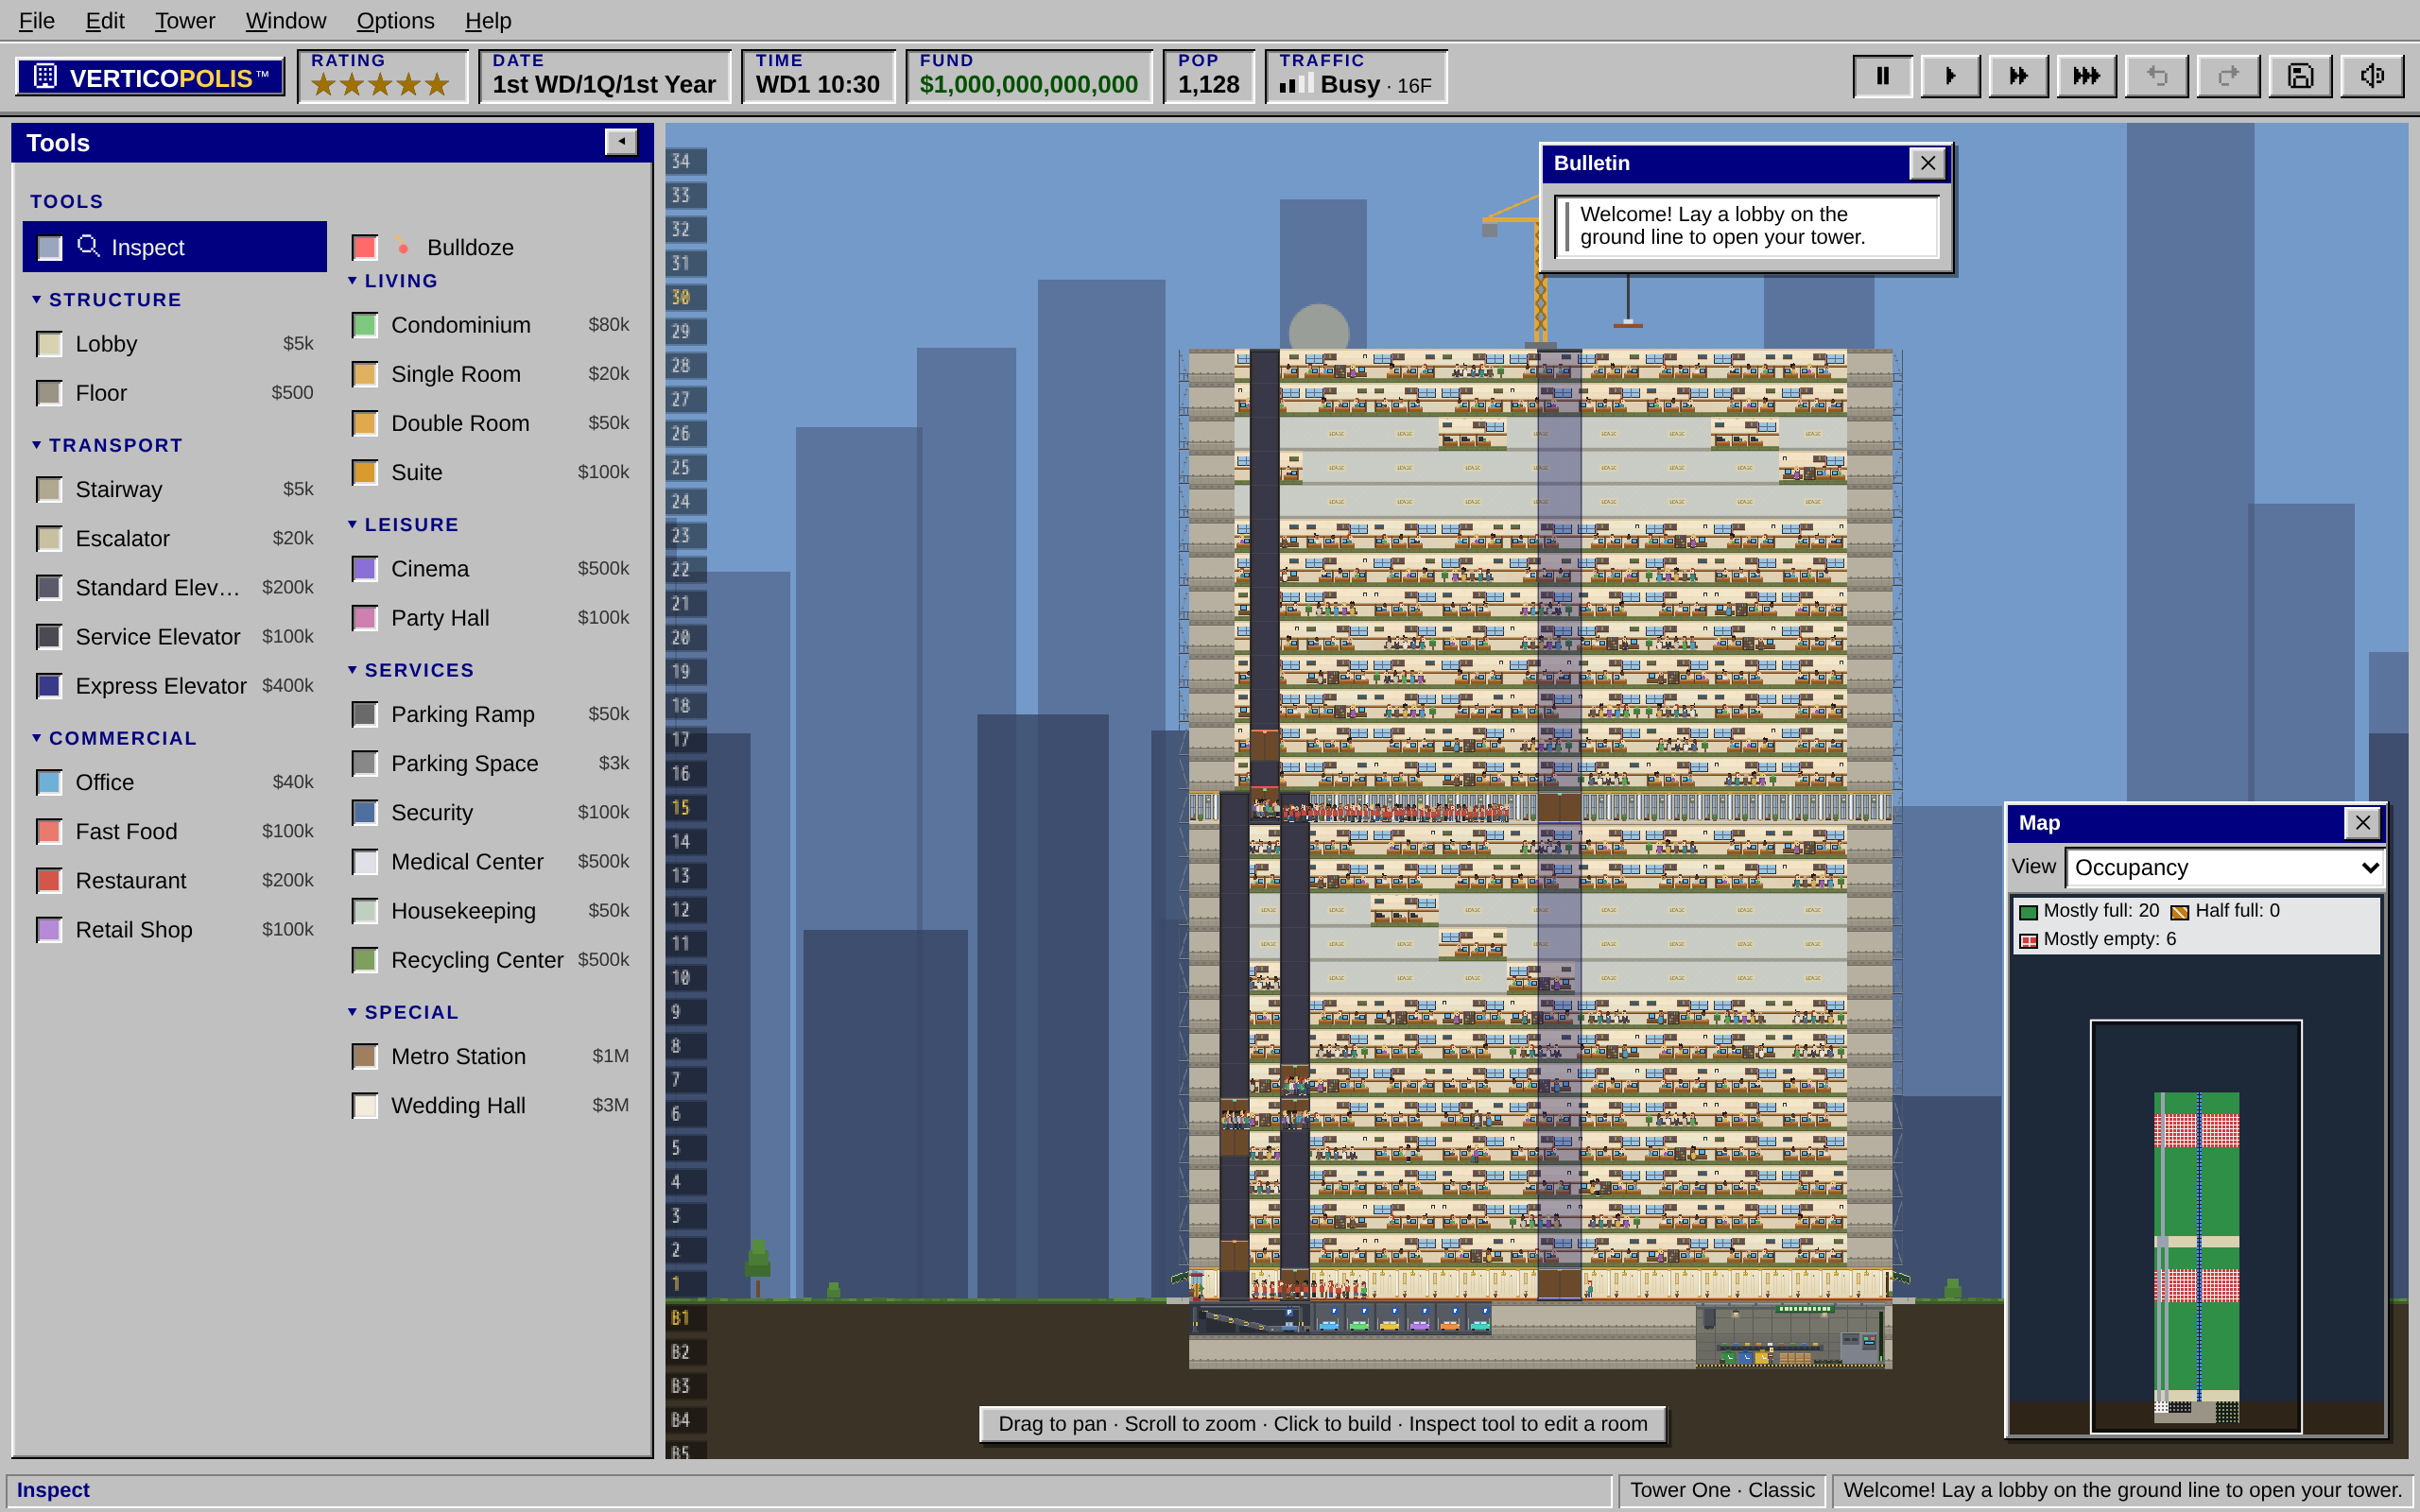 File Edit Tower Window Options Help
VERTICOPOLIS™
RATING
★★★★★
DATE
1st WD/1Q/1st Year
TIME
WD1 10:30
FUND
$1,000,000,000,000
POP
1,128
TRAFFIC
Busy · 16F
Tools
TOOLS
Inspect
Bulldoze
STRUCTURE
Lobby $5k
Floor $500
TRANSPORT
Stairway $5k
Escalator $20k
Standard Elev… $200k
Service Elevator $100k
Express Elevator $400k
COMMERCIAL
Office $40k
Fast Food $100k
Restaurant $200k
Retail Shop $100k
LIVING
Condominium $80k
Single Room $20k
Double Room $50k
Suite $100k
LEISURE
Cinema $500k
Party Hall $100k
SERVICES
Parking Ramp $50k
Parking Space $3k
Security $100k
Medical Center $500k
Housekeeping $50k
Recycling Center $500k
SPECIAL
Metro Station $1M
Wedding Hall $3M
34
33
32
31
30
29
28
27
26
25
24
23
22
21
20
19
18
17
16
15
14
13
12
11
10
9
8
7
6
5
4
3
2
1
B1
B2
B3
B4
B5
Bulletin
Welcome! Lay a lobby on the
ground line to open your tower.
Map
View Occupancy
Mostly full: 20 Half full: 0
Mostly empty: 6
Drag to pan · Scroll to zoom · Click to build · Inspect tool to edit a room
Inspect
Tower One · Classic
Welcome! Lay a lobby on the ground line to open your tower.